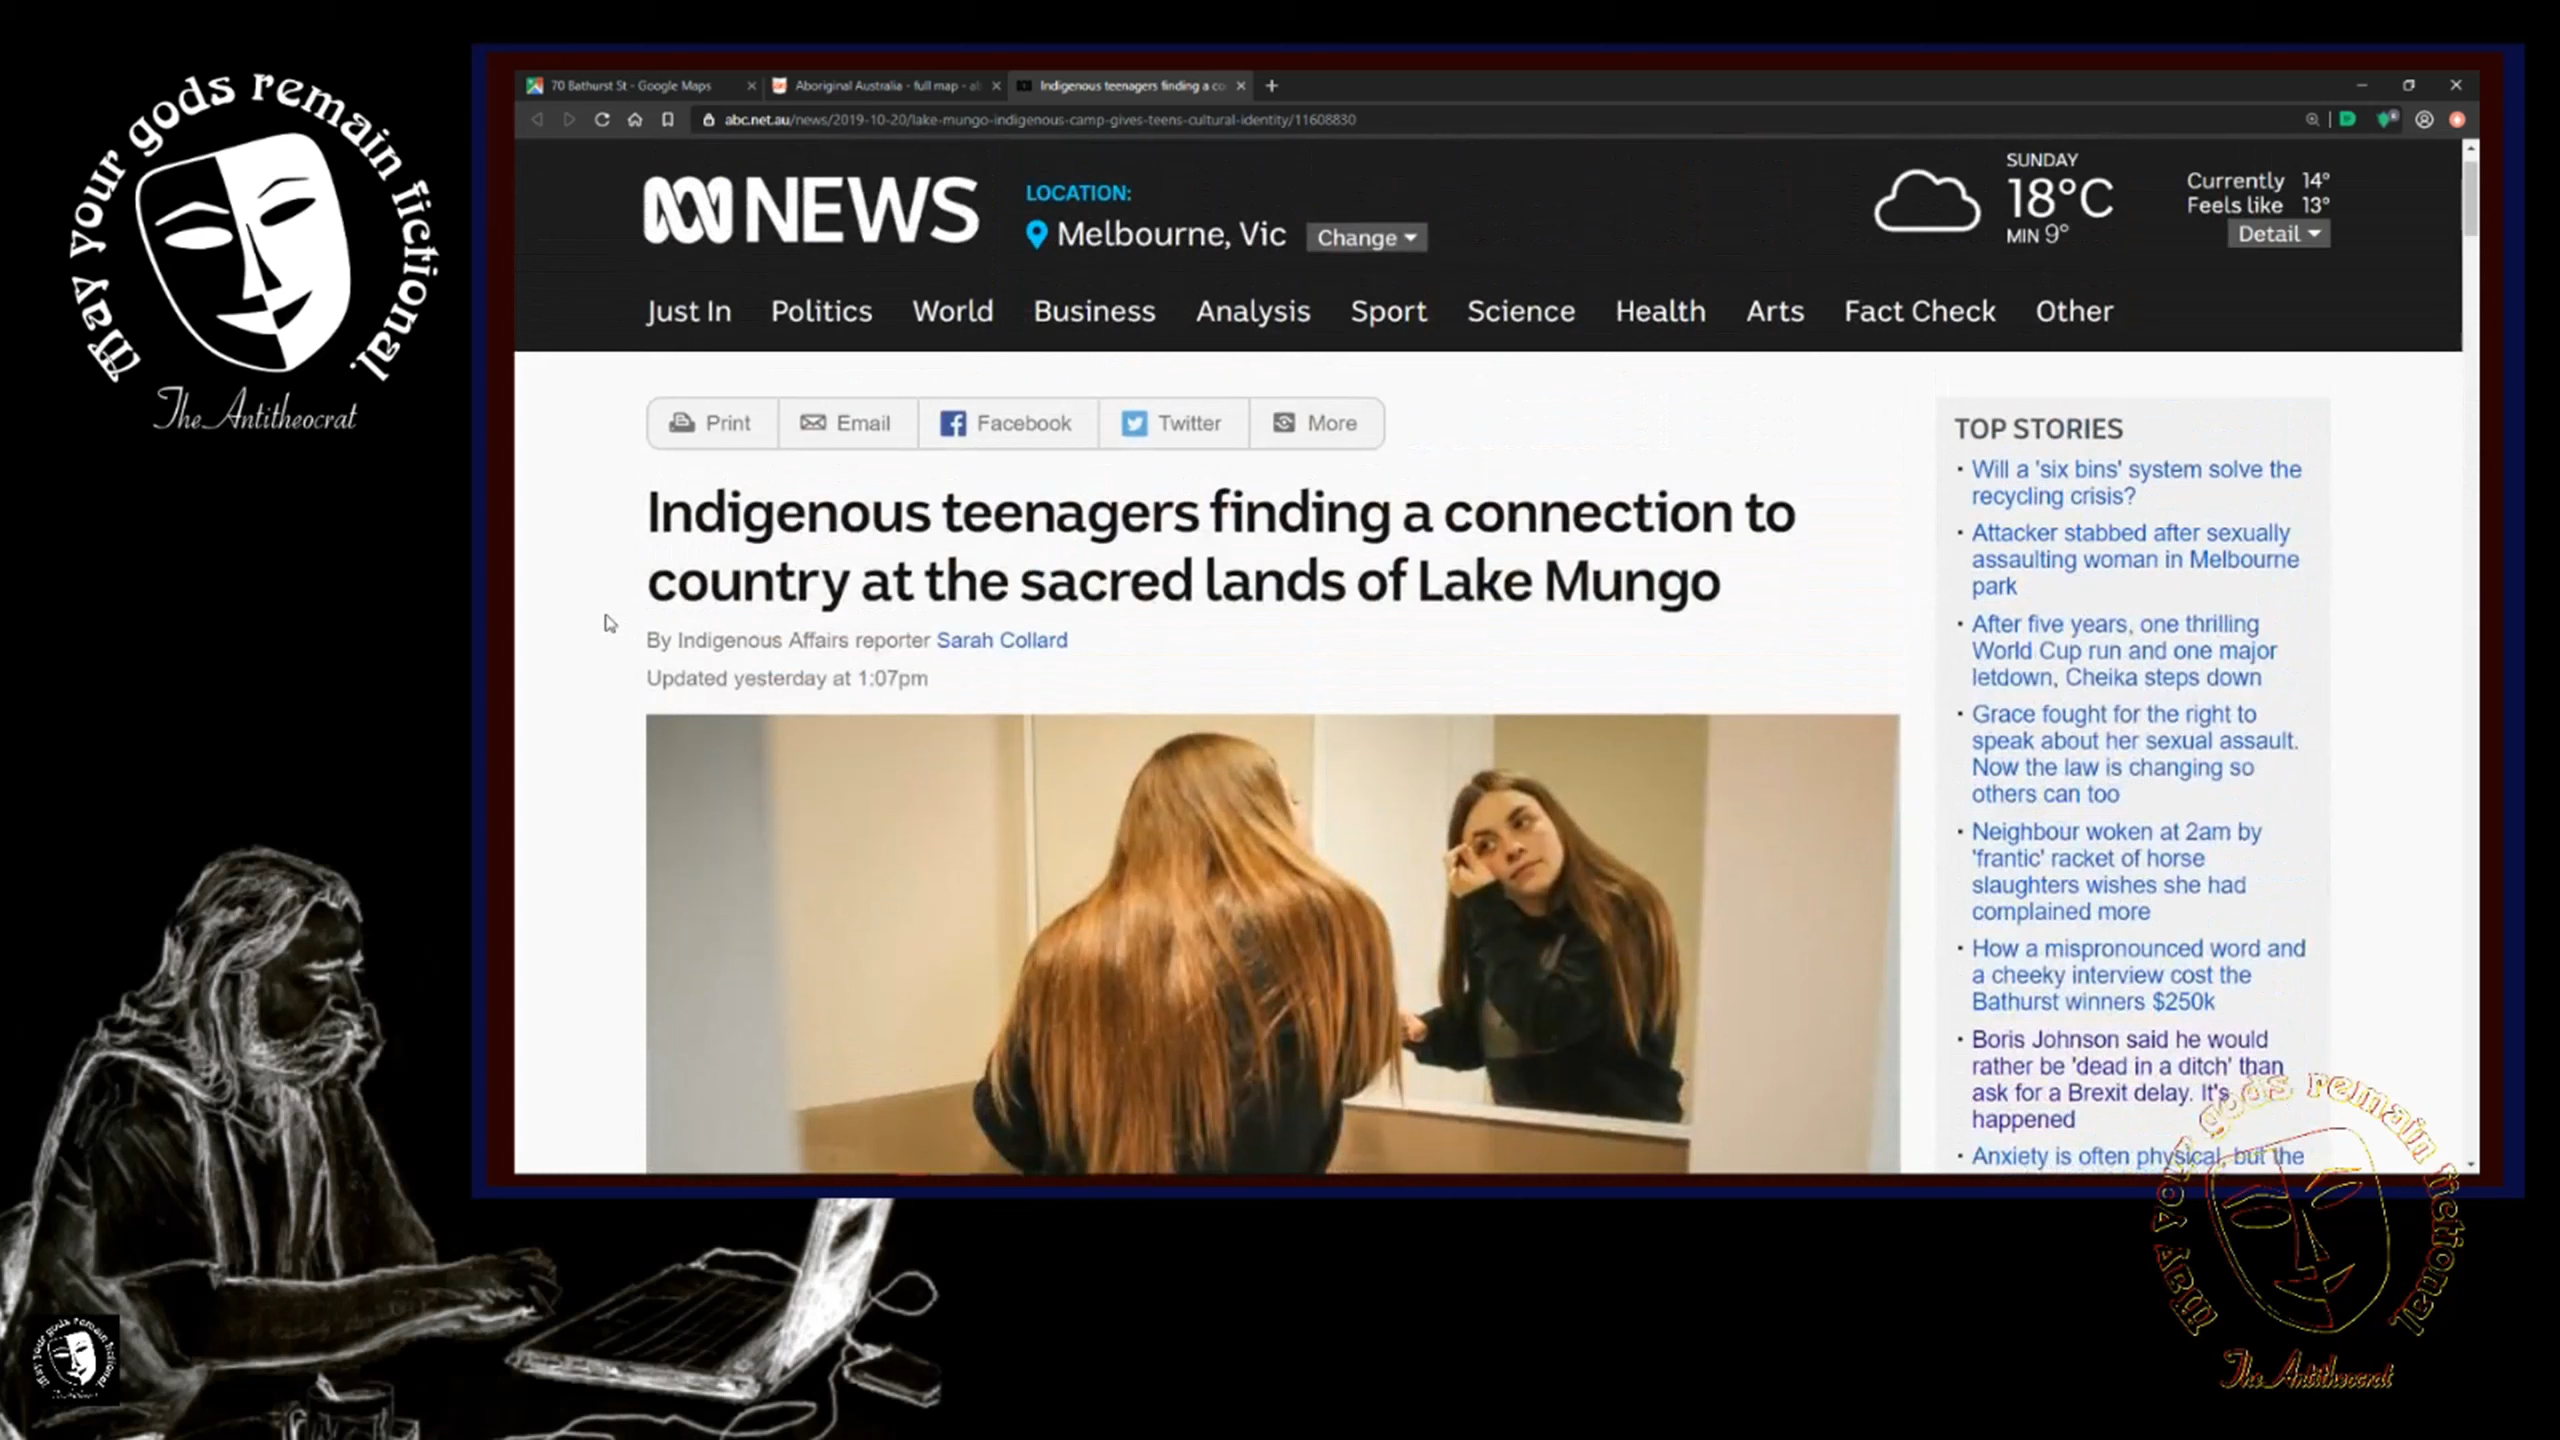 May your gods remain fictional
The Antitheocrat
70 Bathurst St - Google Maps
Aboriginal Australia - full map - a
Indigenous teenagers finding a co
abc.net.au/news/2019-10-20/lake-mungo-indigenous-camp-gives-teens-cultural-identity/11608830
NEWS
LOCATION:
Melbourne, Vic
Change
SUNDAY
18°C
MIN 9°
Currently 14°
Feels like 13°
Detail
Just In Politics World Business Analysis Sport Science Health Arts Fact Check Other
Print Email Facebook Twitter More
Indigenous teenagers finding a connection to
country at the sacred lands of Lake Mungo
By Indigenous Affairs reporter Sarah Collard
Updated yesterday at 1:07pm
TOP STORIES
Will a 'six bins' system solve the
recycling crisis?
Attacker stabbed after sexually
assaulting woman in Melbourne
park
After five years, one thrilling
World Cup run and one major
letdown, Cheika steps down
Grace fought for the right to
speak about her sexual assault.
Now the law is changing so
others can too
Neighbour woken at 2am by
'frantic' racket of horse
slaughters wishes she had
complained more
How a mispronounced word and
a cheeky interview cost the
Bathurst winners $250k
Boris Johnson said he would
rather be 'dead in a ditch' than
ask for a Brexit delay. It's
happened
Anxiety is often physical, but the
May your gods remain fictional
The Antitheocrat
May your gods remain fictional
The Antitheocrat